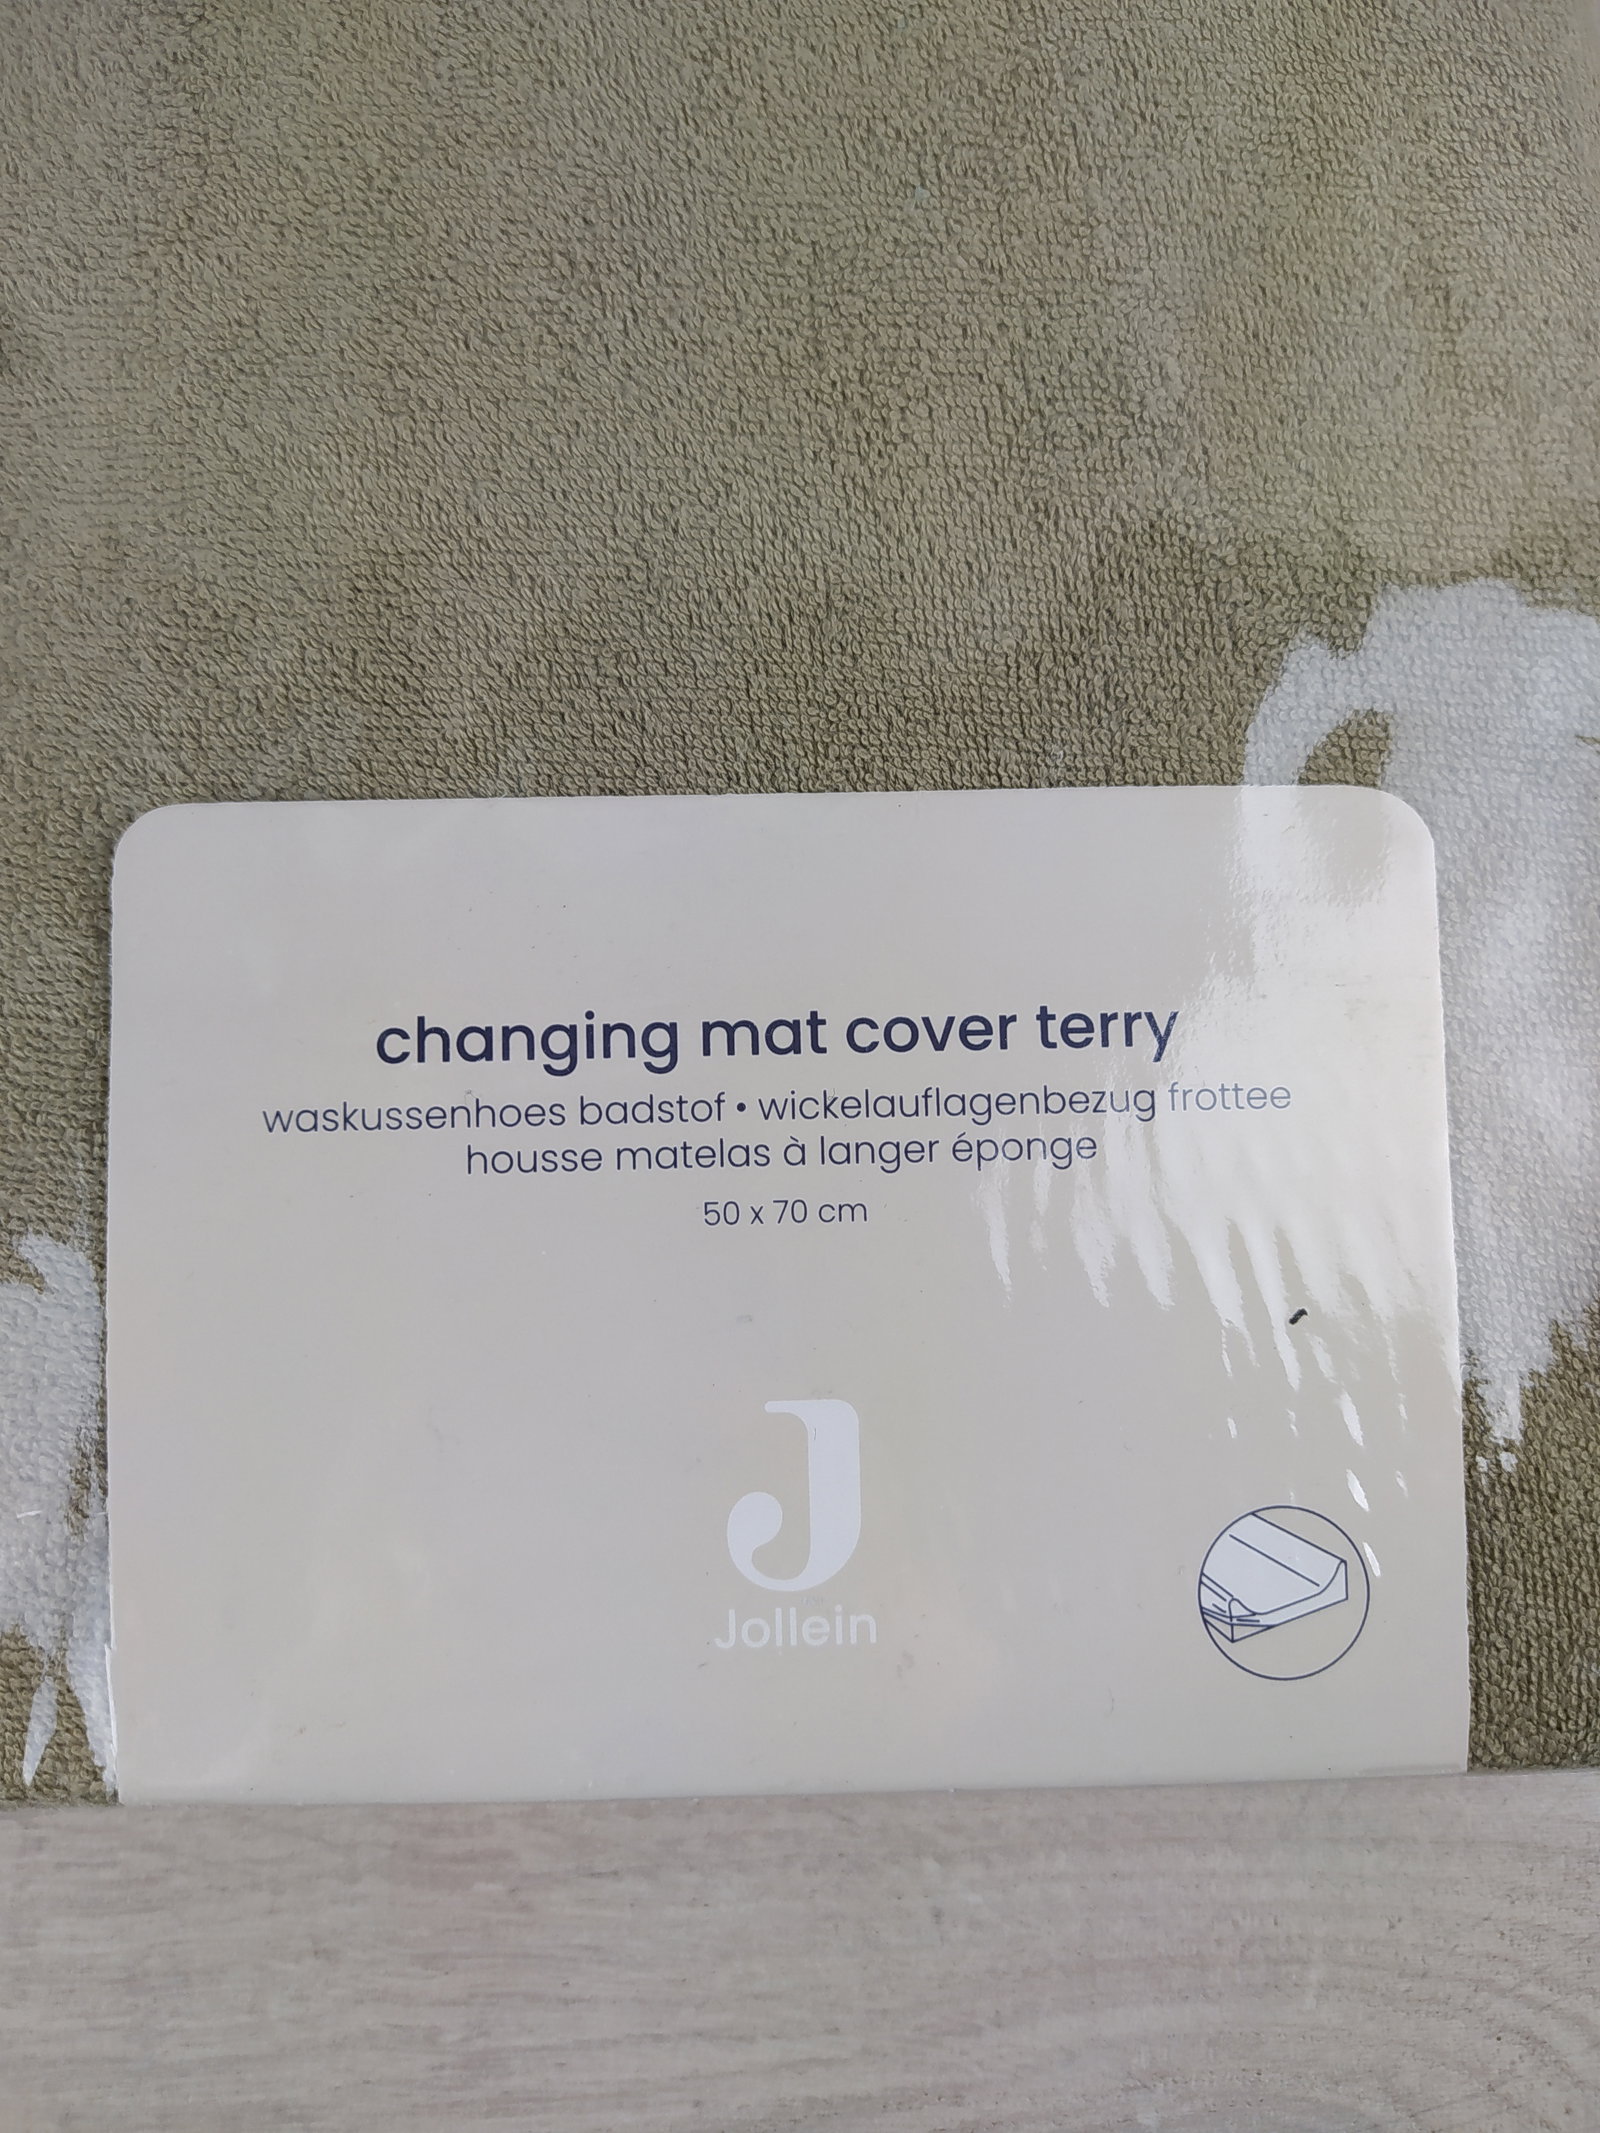 changing mat cover terry
waskussenhoes badstof • wickelauflagenbezug frottee
housse matelas à langer éponge
50 x 70 cm
J
Jollein